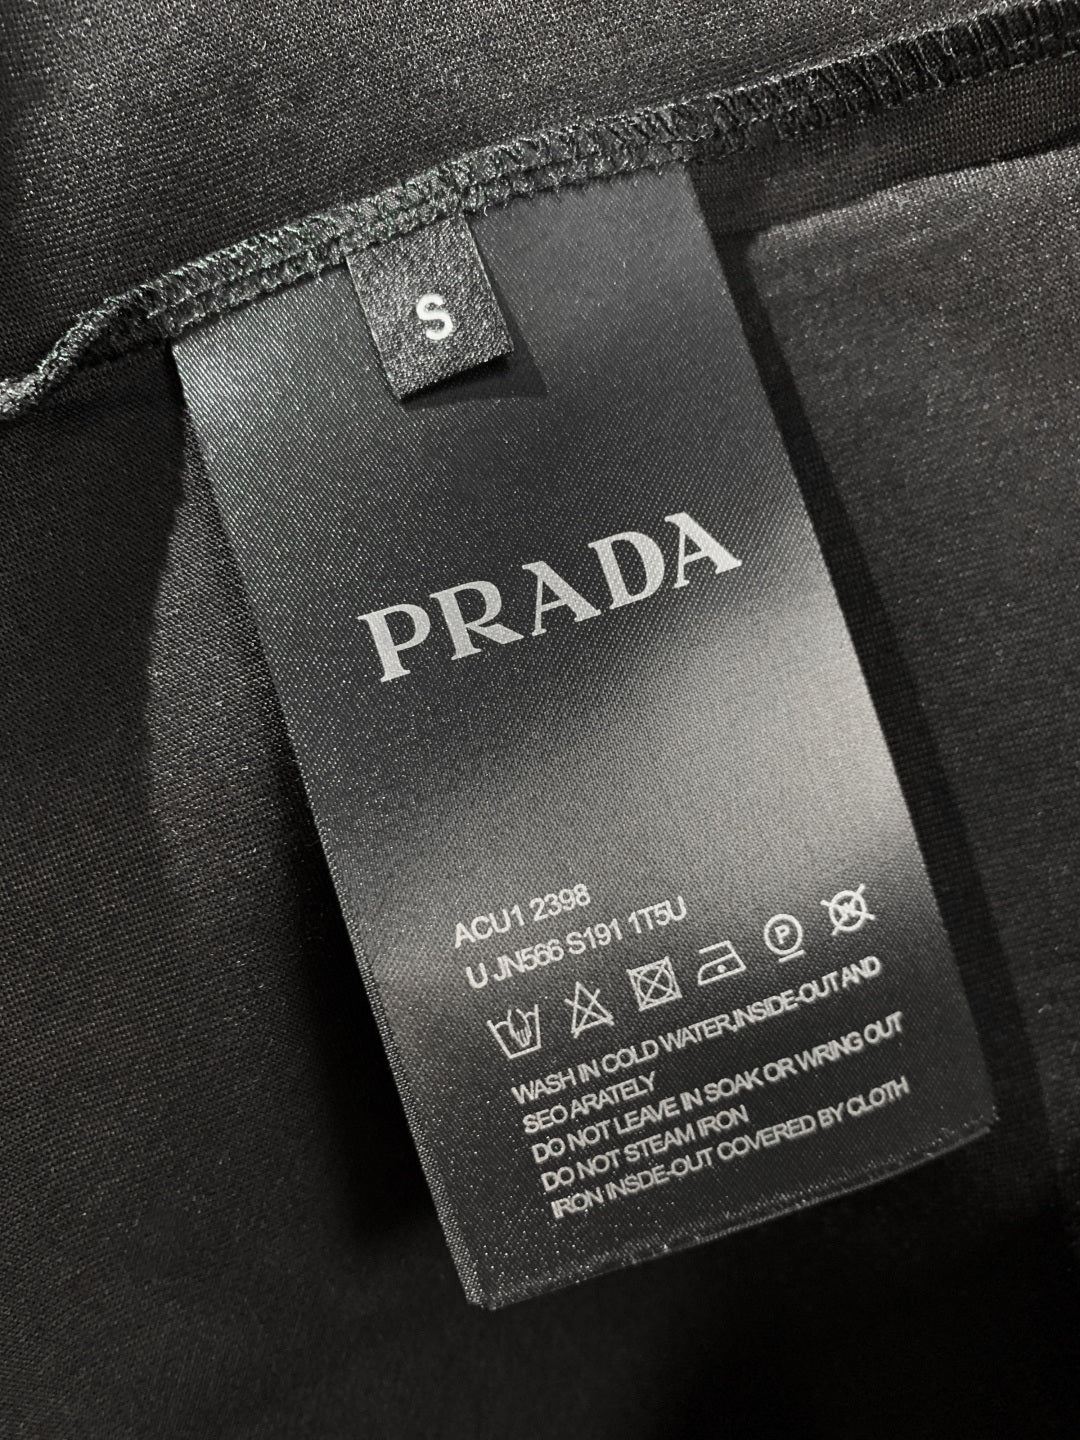 S
PRADA
ACU1 2398
U JN566 S191 1T5U
P
WASH IN COLD WATER,INSIDE-OUT AND
SEO ARATELY
DO NOT LEAVE IN SOAK OR WRING OUT
DO NOT STEAM IRON
IRON INSDE-OUT COVERED BY CLOTH